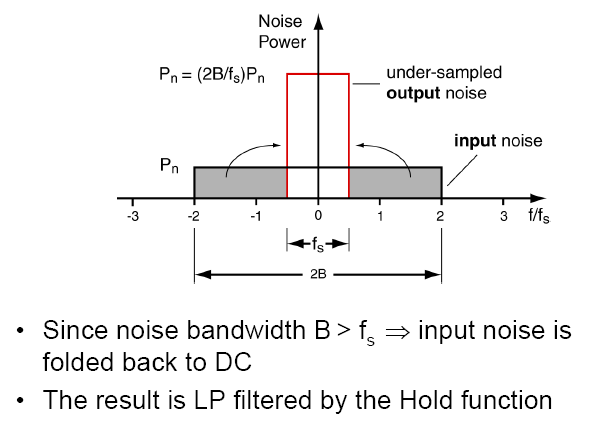 Noise
Power
Pn = (2B/fs)Pn
under-sampled
output noise
input noise
Pn
-3 -2 -1 0 1 2 3 f/fs
fs
2B
• Since noise bandwidth B > fs ⇒ input noise is
folded back to DC
• The result is LP filtered by the Hold function